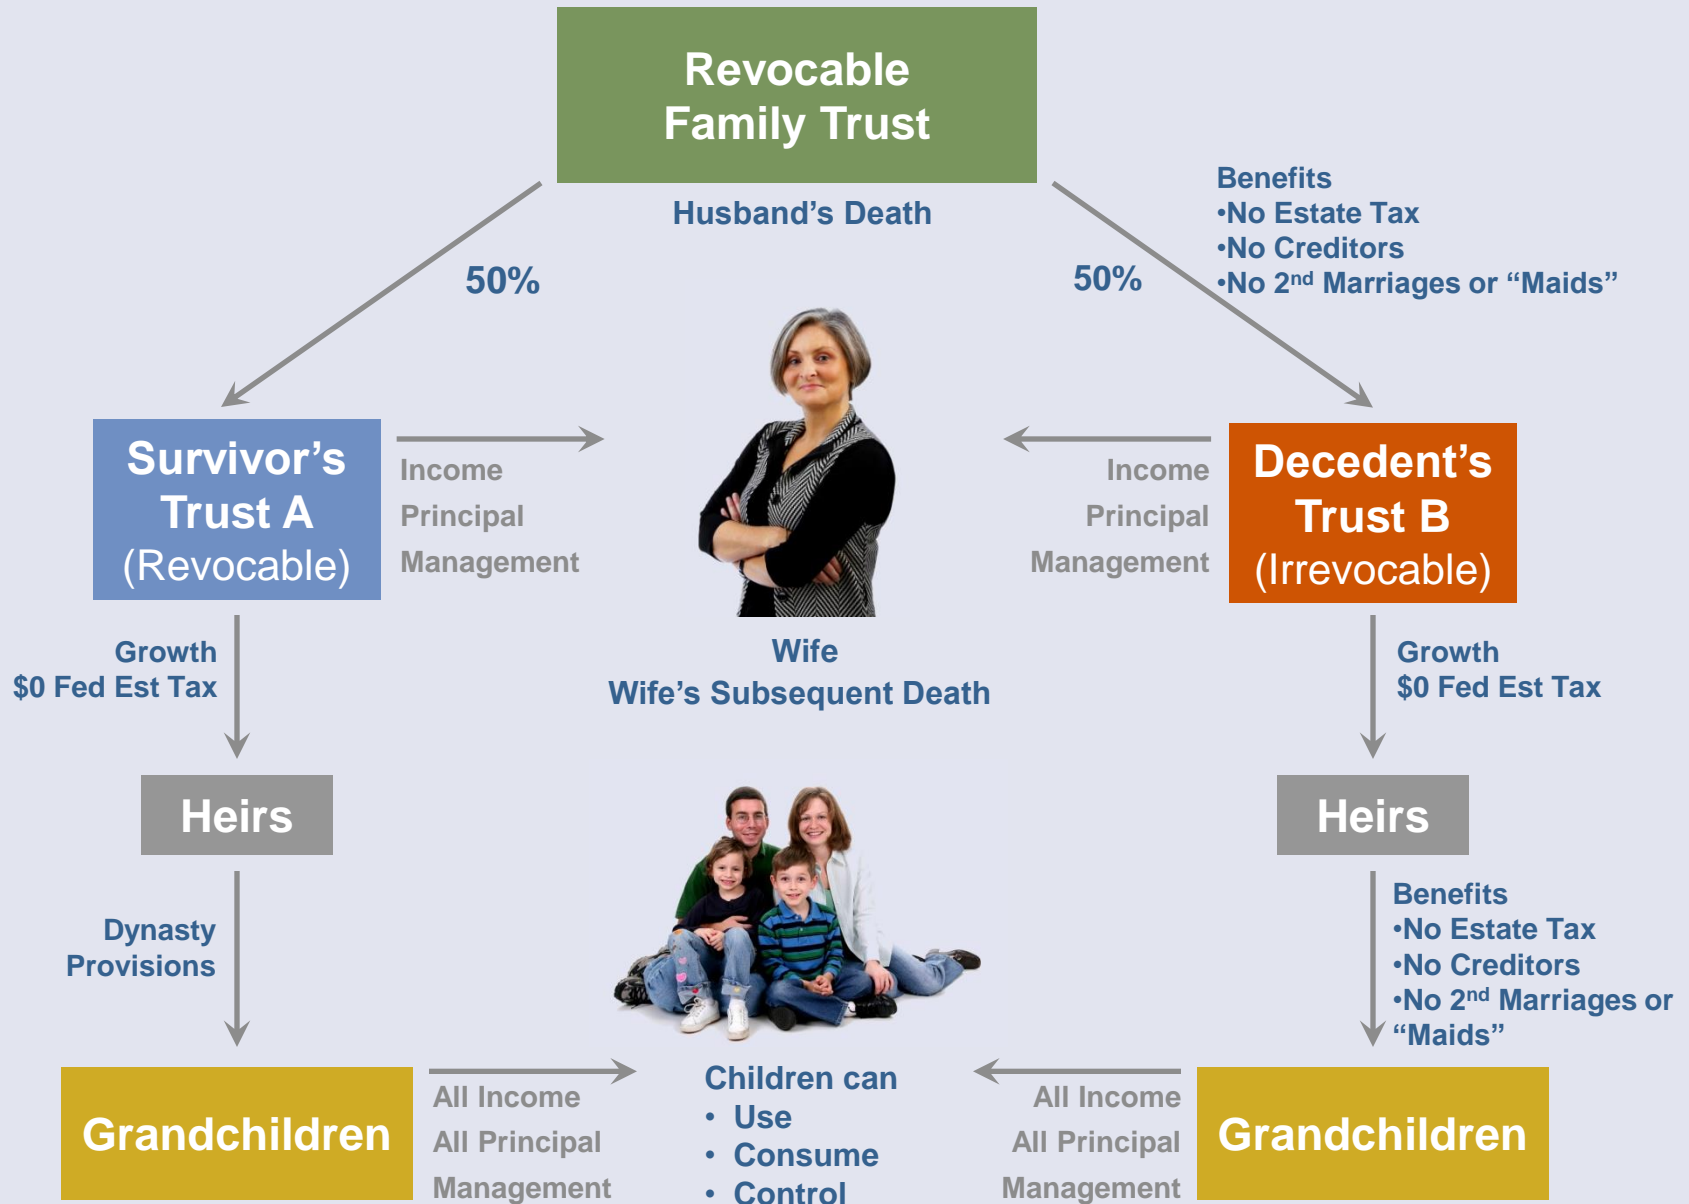 Revocable
Family Trust
Husband’s Death
Benefits
•No Estate Tax
•No Creditors
•No 2nd Marriages or “Maids”
50%
50%
Survivor’s
Trust A
(Revocable)
Income
Principal
Management
Income
Principal
Management
Decedent’s
Trust B
(Irrevocable)
Growth
$0 Fed Est Tax
Wife
Wife’s Subsequent Death
Growth
$0 Fed Est Tax
Heirs
Heirs
Dynasty
Provisions
Benefits
•No Estate Tax
•No Creditors
•No 2nd Marriages or
“Maids”
Grandchildren
All Income
All Principal
Management
Children can
• Use
• Consume
• Control
All Income
All Principal
Management
Grandchildren